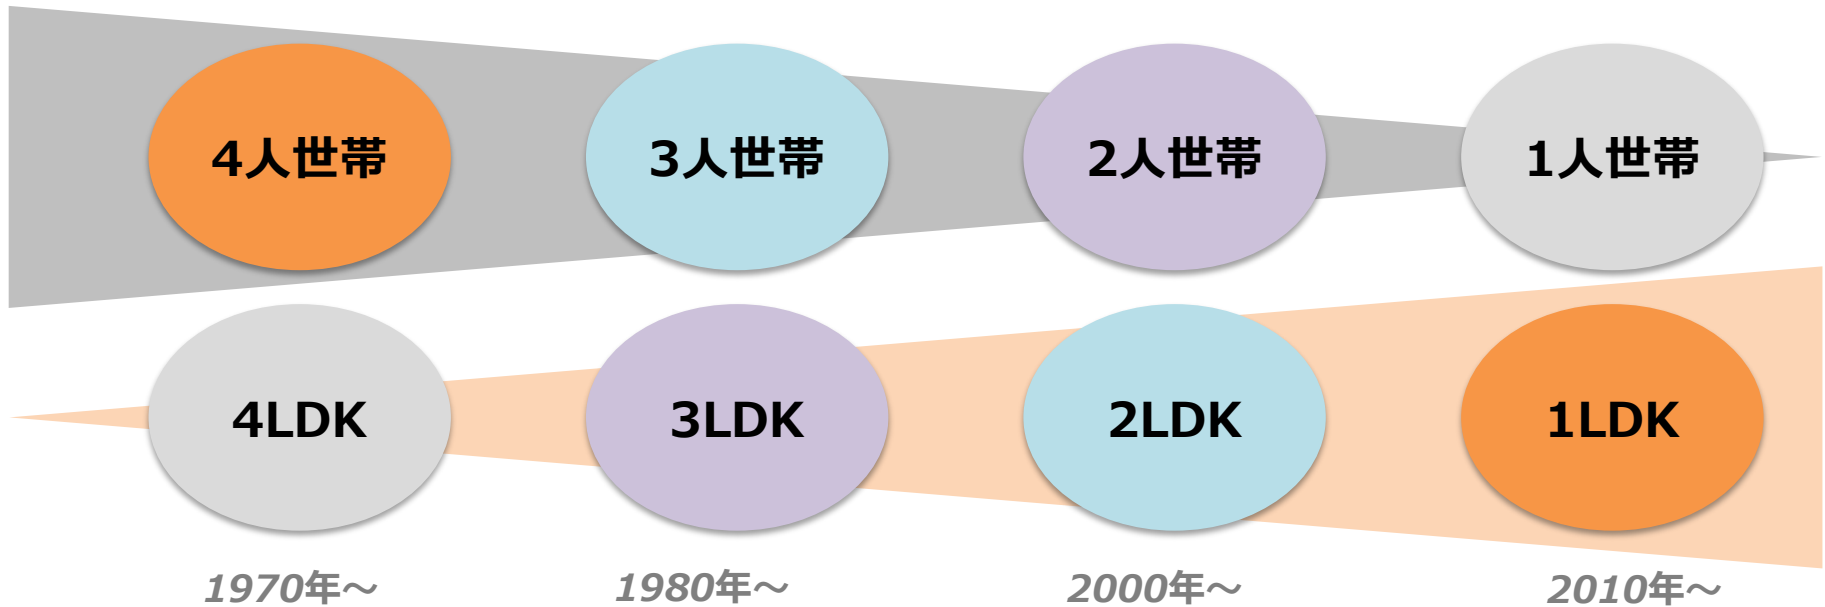 4人世帯
3人世帯
2人世帯
1人世帯
4LDK
3LDK
2LDK
1LDK
1970年～
1980年～
2000年～
2010年～